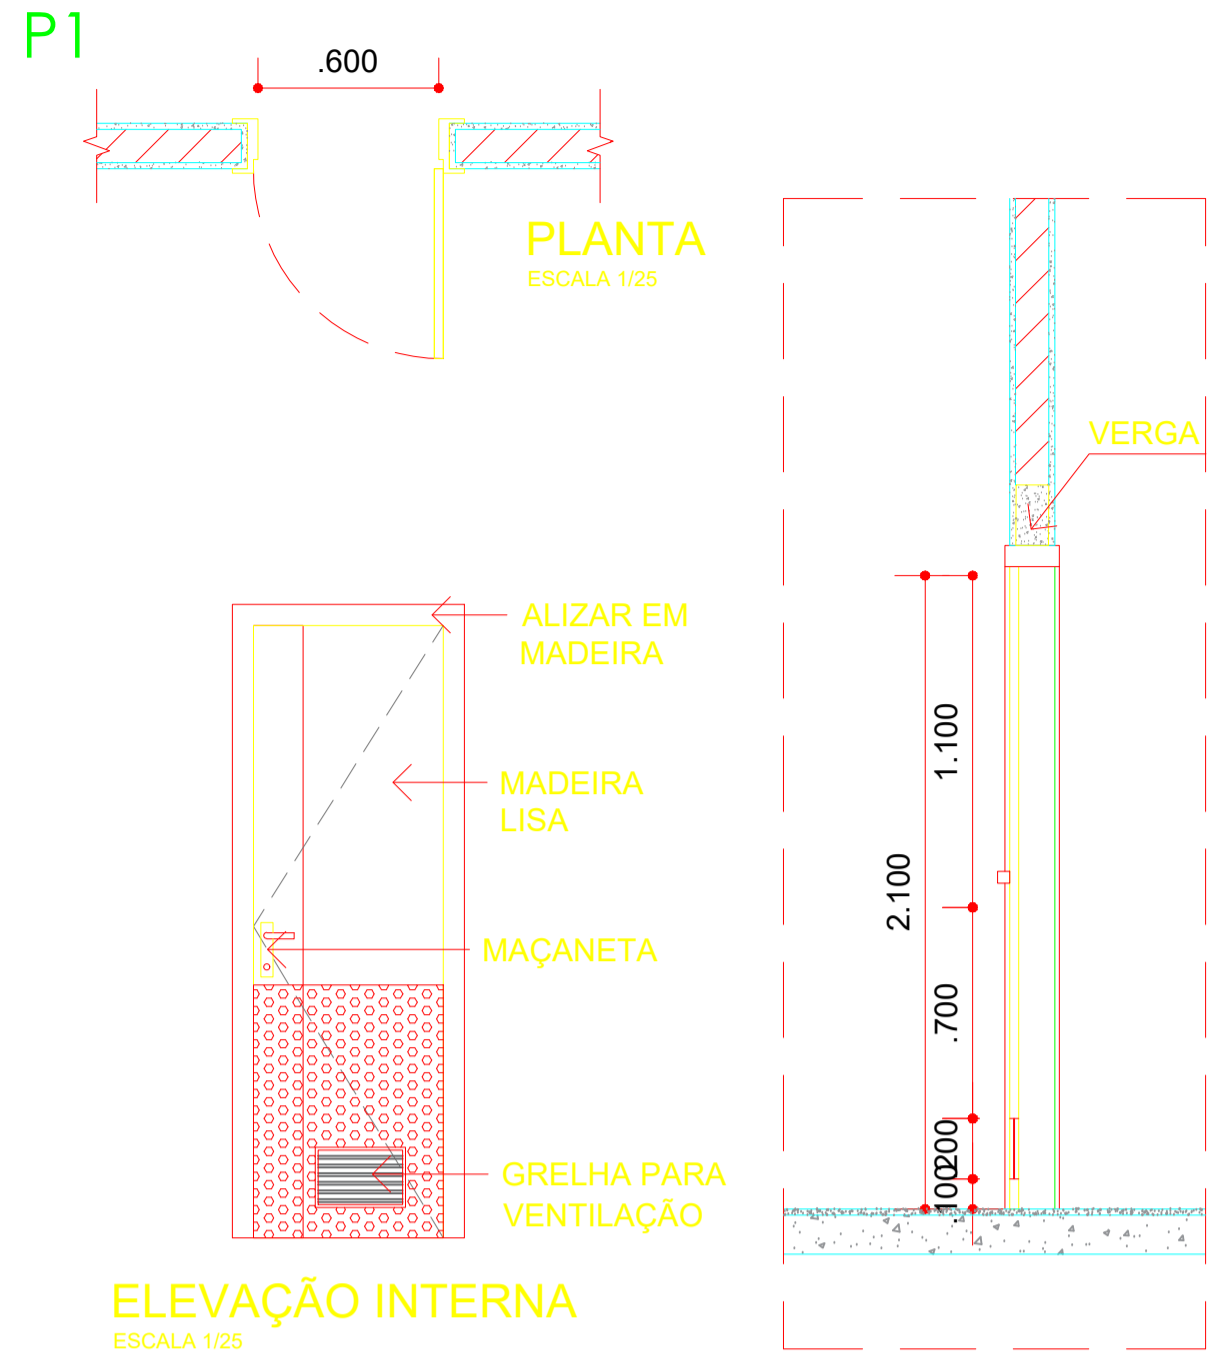 P1
.600
PLANTA
ESCALA 1/25
VERGA
ALIZAR EM
MADEIRA
MADEIRA
LISA
MAÇANETA
GRELHA PARA
VENTILAÇÃO
1.100
2.100
.700
.200
.100
ELEVAÇÃO INTERNA
ESCALA 1/25